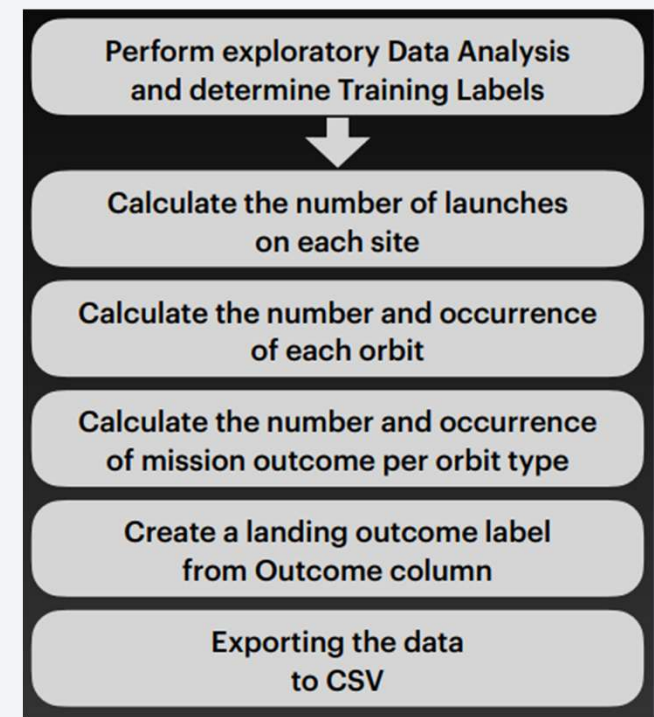 Perform exploratory Data Analysis
and determine Training Labels
Calculate the number of launches
on each site
Calculate the number and occurrence
of each orbit
Calculate the number and occurrence
of mission outcome per orbit type
Create a landing outcome label
from Outcome column
Exporting the data
to CSV